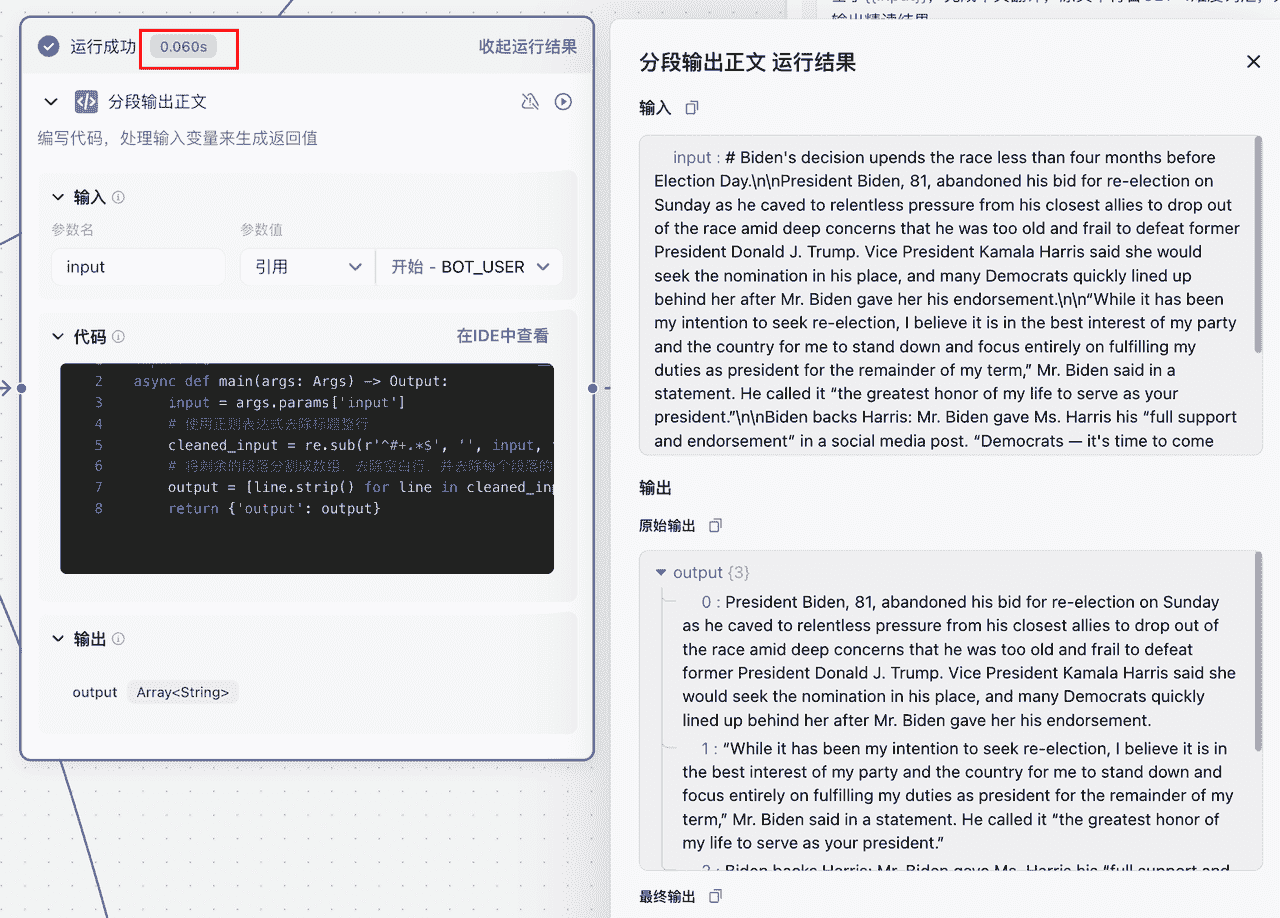 运行成功 0.060s 收起运行结果
分段输出正文
编写代码，处理输入变量来生成返回值
输入
参数名 参数值
input 引用 开始 - BOT_USER
代码 在IDE中查看
2 async def main(args: Args) -> Output:
3 input = args.params['input']
4 # 使用正则表达式去除标题整行
5 cleaned_input = re.sub(r'^#+.*$', '', input,
6 # 将剩余的段落分割成数组，去除空白行，并去除每个段落的
7 output = [line.strip() for line in cleaned_inp
8 return {'output': output}
输出
output Array<String>
输出精读结果
分段输出正文 运行结果
输入
input : # Biden's decision upends the race less than four months before
Election Day.\n\nPresident Biden, 81, abandoned his bid for re-election on
Sunday as he caved to relentless pressure from his closest allies to drop out
of the race amid deep concerns that he was too old and frail to defeat former
President Donald J. Trump. Vice President Kamala Harris said she would
seek the nomination in his place, and many Democrats quickly lined up
behind her after Mr. Biden gave her his endorsement.\n\n“While it has been
my intention to seek re-election, I believe it is in the best interest of my party
and the country for me to stand down and focus entirely on fulfilling my
duties as president for the remainder of my term,” Mr. Biden said in a
statement. He called it “the greatest honor of my life to serve as your
president.”\n\nBiden backs Harris: Mr. Biden gave Ms. Harris his “full support
and endorsement” in a social media post. “Democrats — it's time to come
输出
原始输出
output {3}
0 : President Biden, 81, abandoned his bid for re-election on Sunday
as he caved to relentless pressure from his closest allies to drop out of
the race amid deep concerns that he was too old and frail to defeat
former President Donald J. Trump. Vice President Kamala Harris said she
would seek the nomination in his place, and many Democrats quickly
lined up behind her after Mr. Biden gave her his endorsement.
1 : “While it has been my intention to seek re-election, I believe it is in
the best interest of my party and the country for me to stand down and
focus entirely on fulfilling my duties as president for the remainder of my
term,” Mr. Biden said in a statement. He called it “the greatest honor of
my life to serve as your president.”
2 : Biden backs Harris: Mr. Biden gave Ms. Harris his “full support and
最终输出